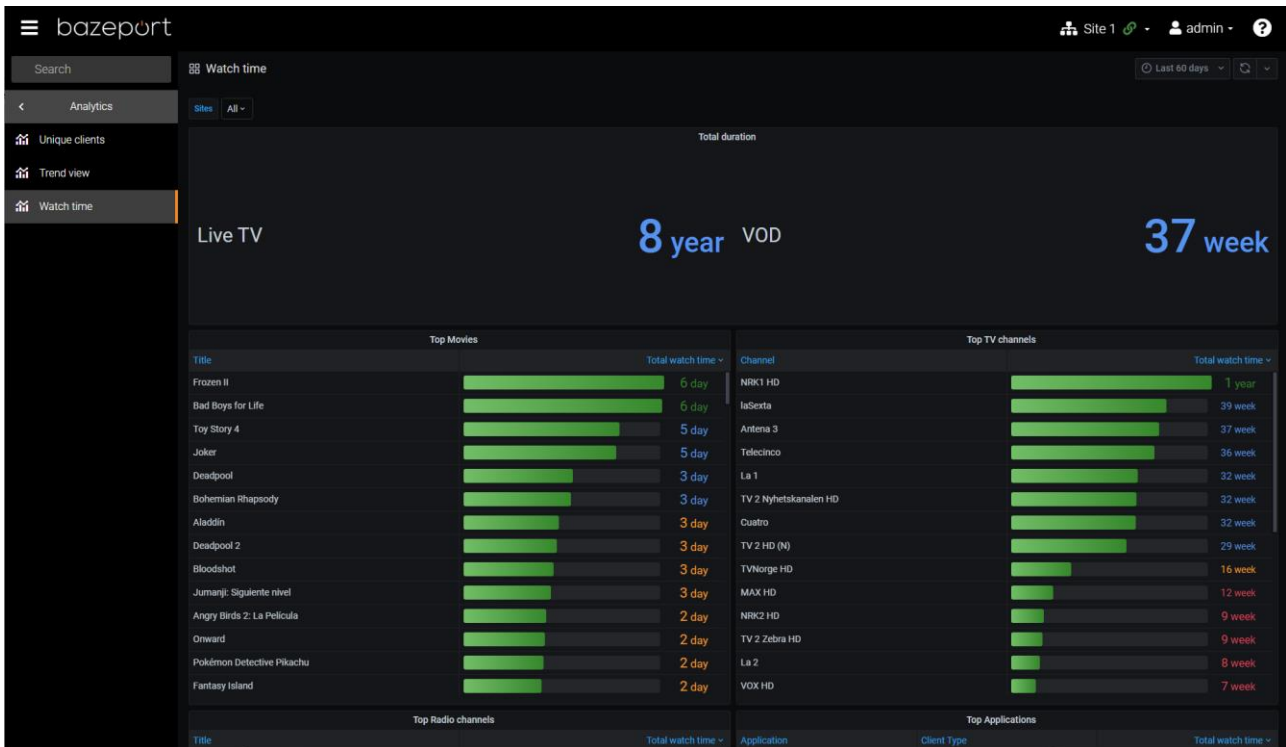 bazeport
Site 1
admin
?
Search
Watch time
Last 60 days
Analytics
Sites All
Unique clients
Trend view
Watch time
Total duration
Live TV 8 year VOD 37 week
Top Movies
Title Total watch time
Frozen II 6 day
Bad Boys for Life 6 day
Toy Story 4 5 day
Joker 5 day
Deadpool 3 day
Bohemian Rhapsody 3 day
Aladdín 3 day
Deadpool 2 3 day
Bloodshot 3 day
Jumanji: Siguiente nivel 3 day
Angry Birds 2: La Película 2 day
Onward 2 day
Pokémon Detective Pikachu 2 day
Fantasy Island 2 day
Top TV channels
Channel Total watch time
NRK1 HD 1 year
laSexta 39 week
Antena 3 37 week
Telecinco 36 week
La 1 32 week
TV 2 Nyhetskanalen HD 32 week
Cuatro 32 week
TV 2 HD (N) 29 week
TVNorge HD 16 week
MAX HD 12 week
NRK2 HD 9 week
TV 2 Zebra HD 9 week
La 2 8 week
VOX HD 7 week
Top Radio channels
Title Total watch time
Top Applications
Application Client Type Total watch time